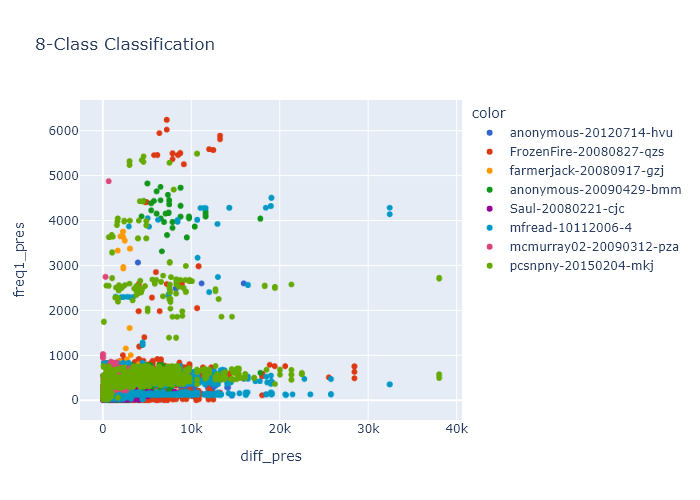 8-Class Classification
color
anonymous-20120714-hvu
FrozenFire-20080827-qzs
farmerjack-20080917-gzj
anonymous-20090429-bmm
Saul-20080221-cjc
mfread-10112006-4
mcmurray02-20090312-pza
pcsnpny-20150204-mkj
freq1_pres
6000
5000
4000
3000
2000
1000
0
0
10k
20k
30k
40k
diff_pres